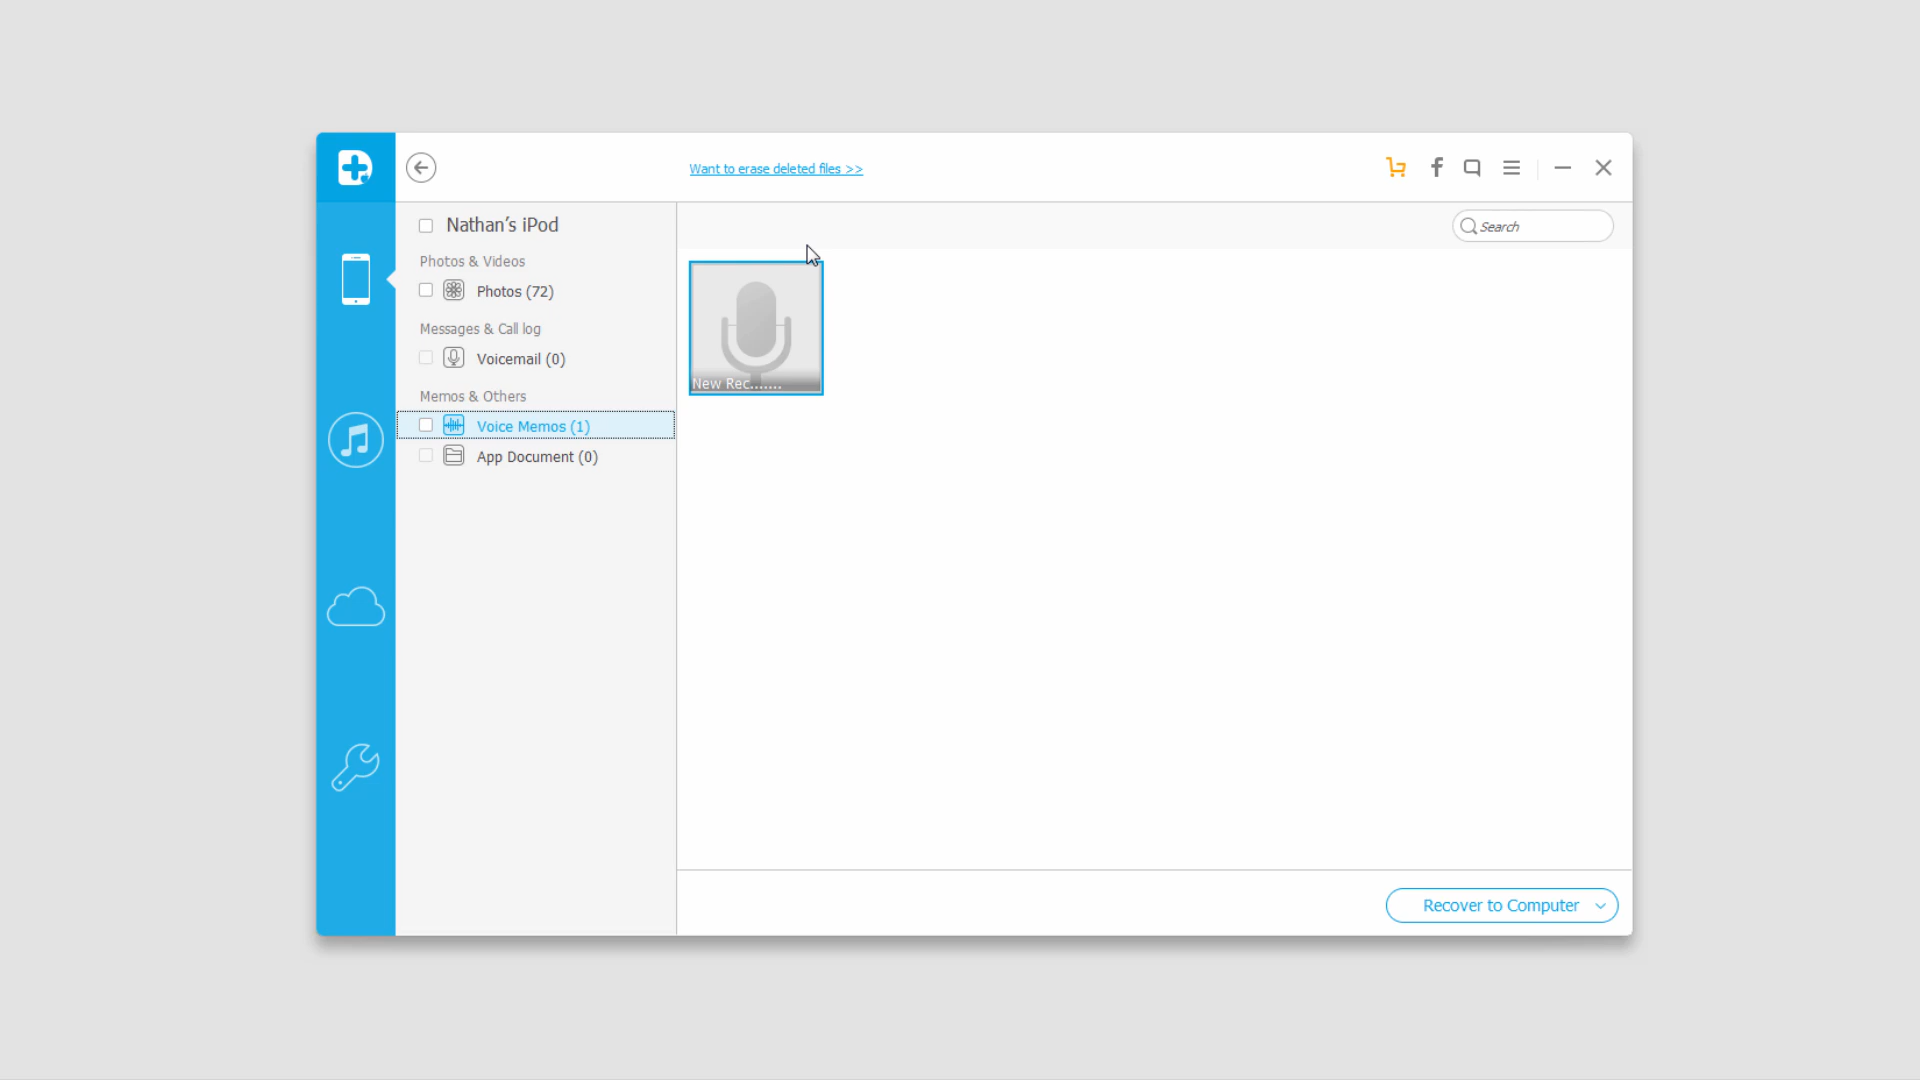 Want to erase deleted files >>
Nathan's iPod
Search
Photos & Videos
Photos (72)
Messages & Call log
Voicemail (0)
Memos & Others
Voice Memos (1)
App Document (0)
New Rec.......
Recover to Computer